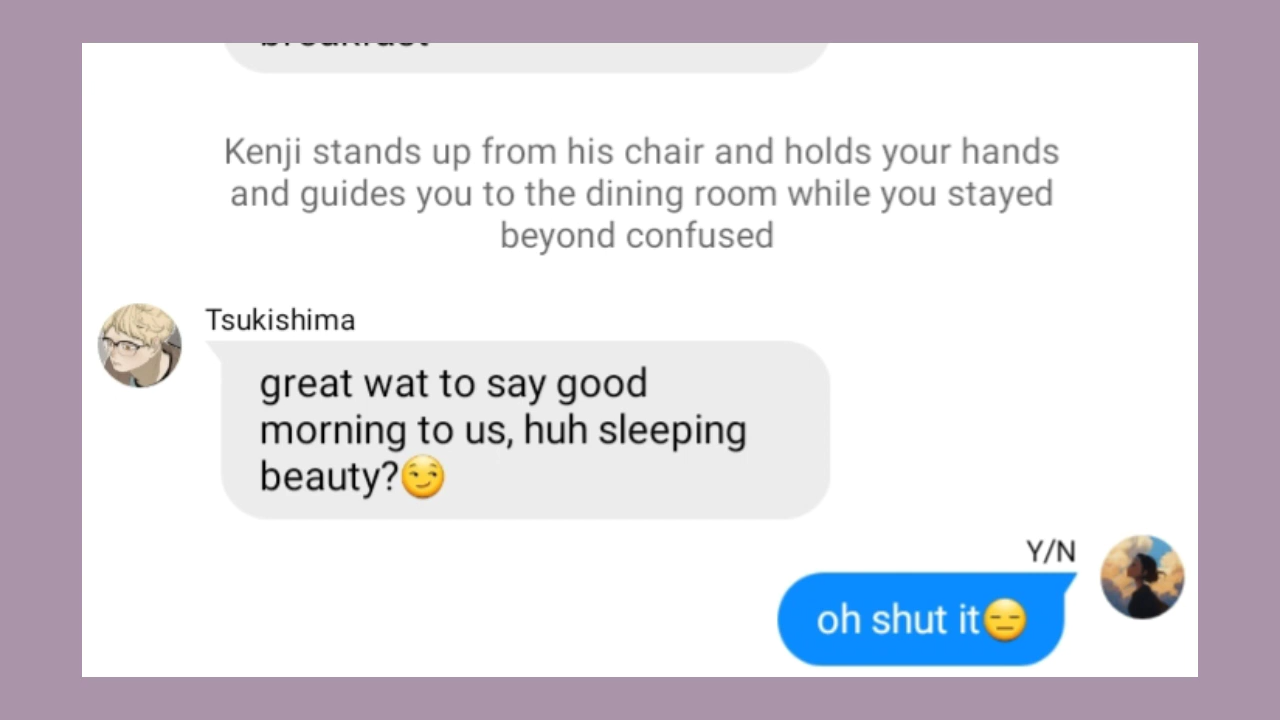 Kenji stands up from his chair and holds your hands
and guides you to the dining room while you stayed
beyond confused
Tsukishima
great wat to say good
morning to us, huh sleeping
beauty?😏
Y/N
oh shut it😑